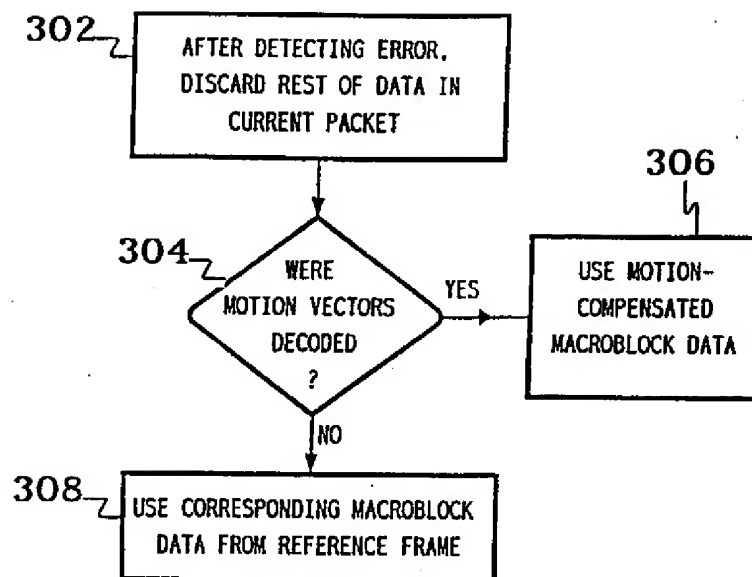 302
AFTER DETECTING ERROR,
DISCARD REST OF DATA IN
CURRENT PACKET
304
WERE
MOTION VECTORS
DECODED
?
YES
306
USE MOTION-
COMPENSATED
MACROBLOCK DATA
NO
308
USE CORRESPONDING MACROBLOCK
DATA FROM REFERENCE FRAME